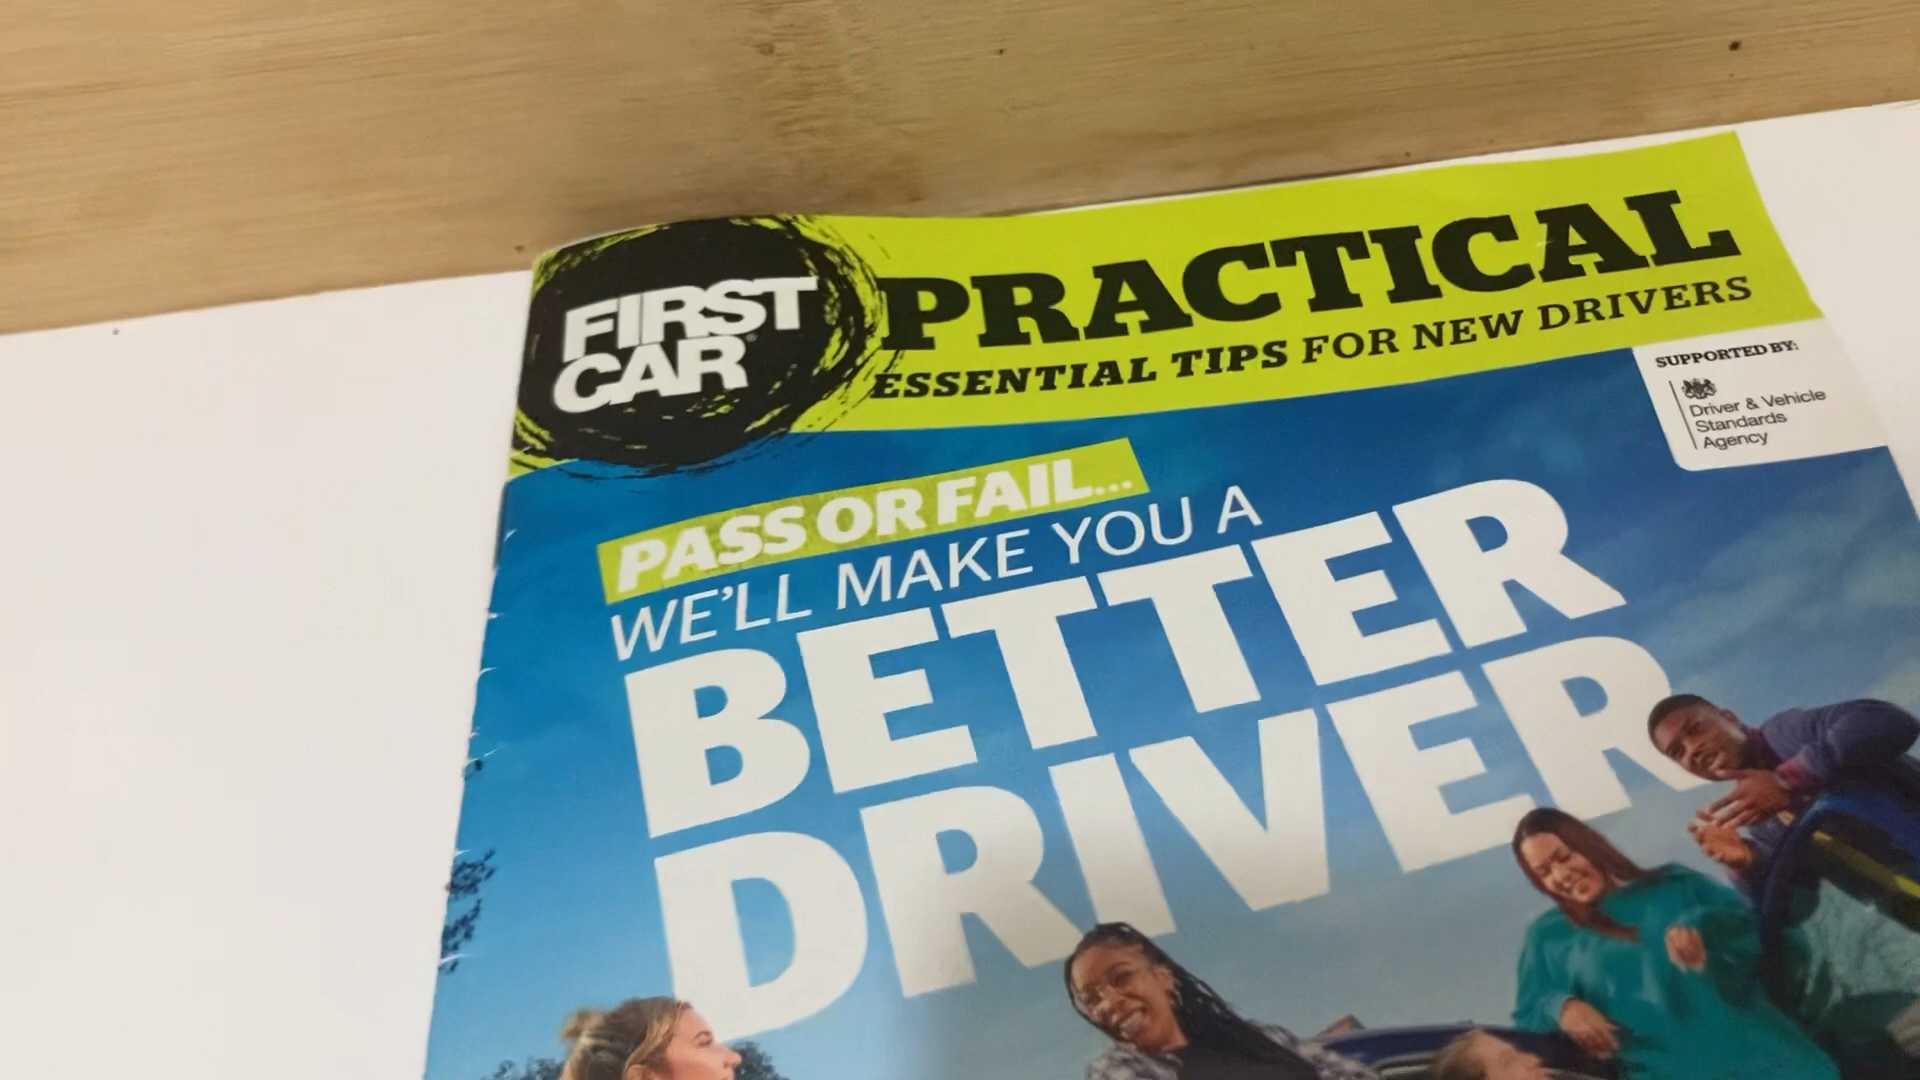 FIRST
CAR
PRACTICAL
ESSENTIAL TIPS FOR NEW DRIVERS
SUPPORTED BY:
Driver & Vehicle
Standards
Agency
PASS OR FAIL...
WE'LL MAKE YOU A
BETTER
DRIVER